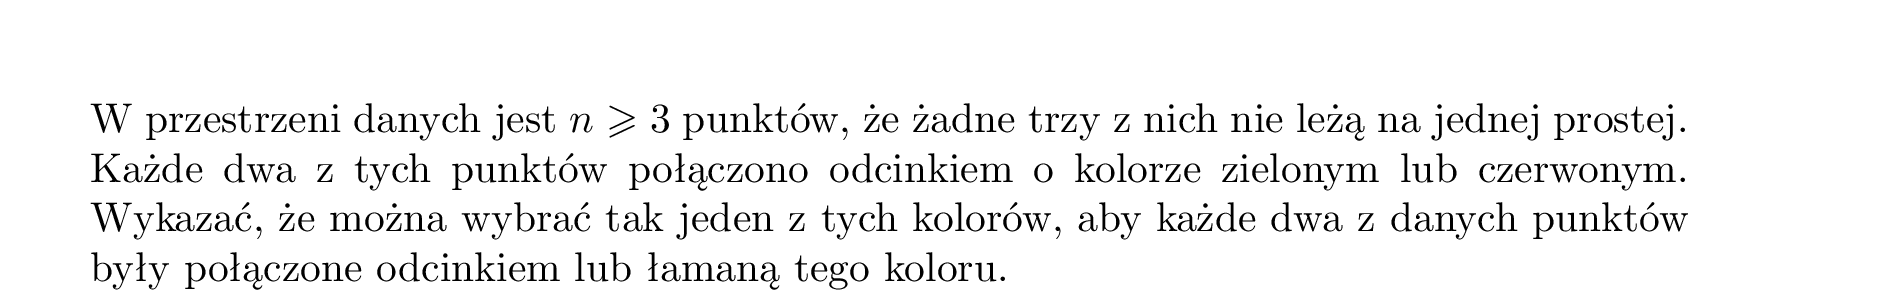 W przestrzeni danych jest n ⩾ 3 punktów, że żadne trzy z nich nie leżą na jednej prostej.
Każde dwa z tych punktów połączono odcinkiem o kolorze zielonym lub czerwonym.
Wykazać, że można wybrać tak jeden z tych kolorów, aby każde dwa z danych punktów
były połączone odcinkiem lub łamaną tego koloru.